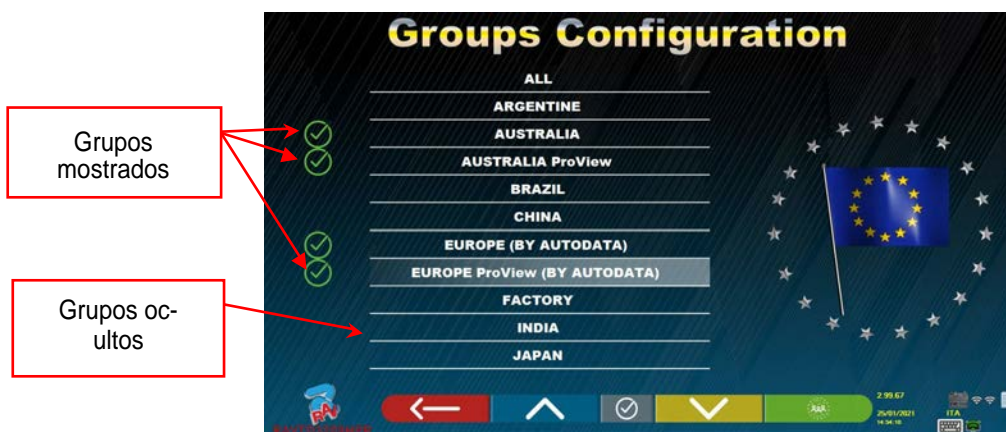 Groups Configuration
ALL
ARGENTINE
Grupos
mostrados
AUSTRALIA
AUSTRALIA ProView
BRAZIL
CHINA
EUROPE (BY AUTODATA)
EUROPE ProView (BY AUTODATA)
Grupos oc-
ultos
FACTORY
INDIA
JAPAN
RAV
2.99.67
25/01/2021
ITA